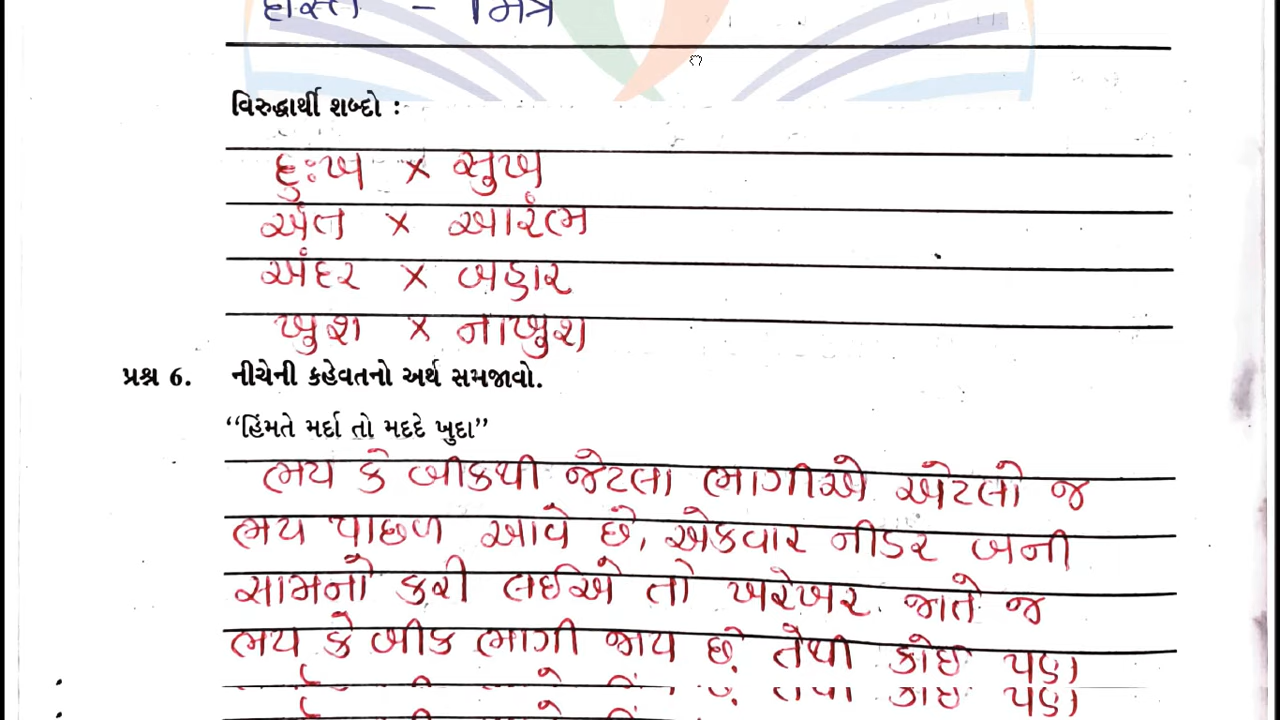 દોસ્ત - મિત્ર
વિરુદ્ધાર્થી શબ્દો :
દુઃખ × સુખ
અંત × આરંભ
અંદર × બહાર
ખુશ × નાખુશ
પ્રશ્ન 6. નીચેની કહેવતનો અર્થ સમજાવો.
“હિંમતે મર્દા તો મદદે ખુદા”
ભય કે બીકથી જેટલા ભાગીએ એટલો જ
ભય પાછળ આવે છે, એકવાર નીડર બની
સામનો કરી લઈએ તો ખરેખર જાતે જ
ભય કે બીક ભાગી જાય છે. તેથી કોઈ પણ